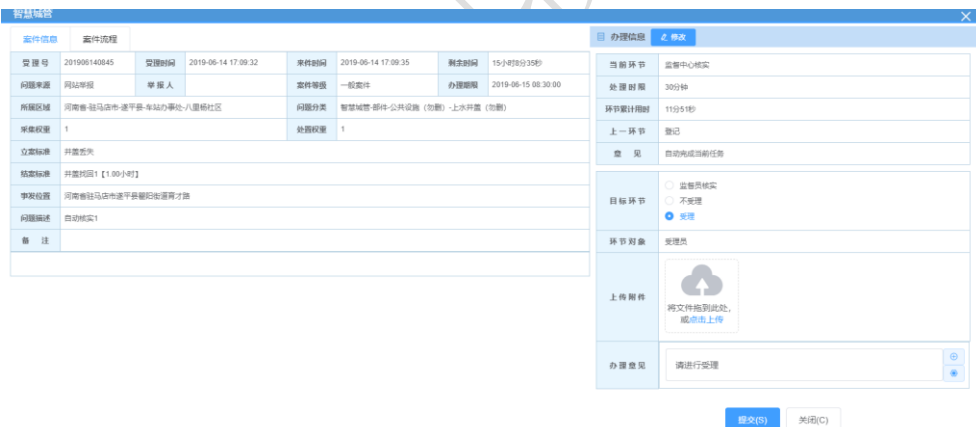 智慧城管
案件信息 案件流程
受理号 201906140845 受理时间 2019-06-14 17:09:32 来件时间 2019-06-14 17:09:35 剩余时间 15小时8分35秒
问题来源 网站举报 举报人 案件等级 一般案件 办理期限 2019-06-15 08:30:00
所属区域 河南省-驻马店市-遂平县-车站办事处-八里杨社区 问题分类 智慧城管-部件-公共设施（勿删）-上水井盖（勿删）
采集权重 1 处置权重 1
立案标准 井盖丢失
结案标准 井盖找回1【1.00小时】
事发位置 河南省驻马店市遂平县瞿阳街道育才路
问题描述 自动核实1
备 注
办理信息 修改
当前环节 监督中心核实
处理时限 30分钟
环节累计用时 11分51秒
上一环节 登记
意 见 自动完成当前任务
目标环节
监督员核实
不受理
受理
环节对象 受理员
上传附件
将文件拖到此处，
或点击上传
办理意见 请进行受理
提交(S) 关闭(C)